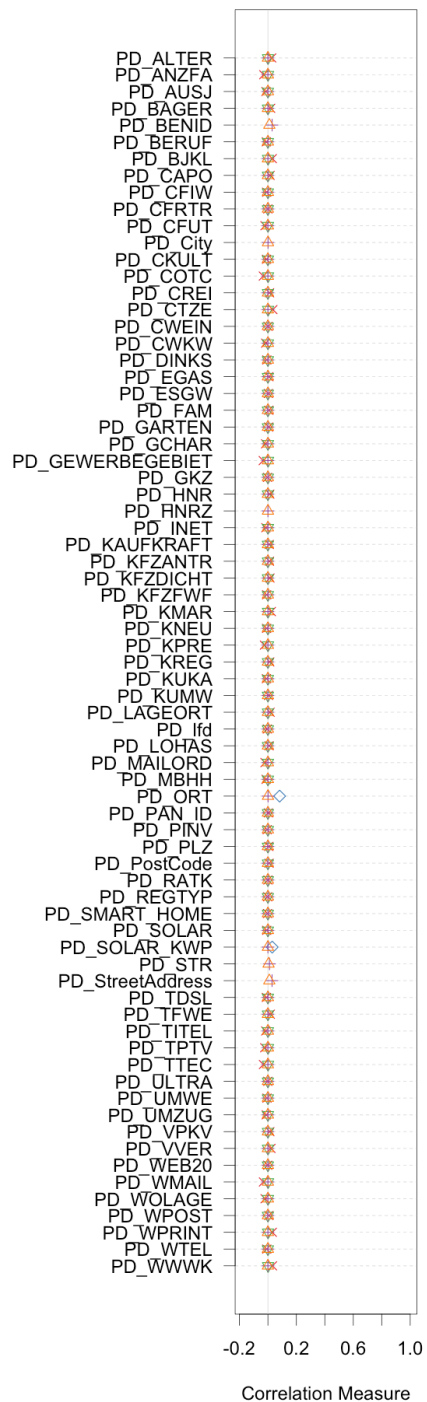 PD_ALTER
PD_ANZFA
PD_AUSJ
PD_BAGER
PD_BENID
PD_BERUF
PD_BJKL
PD_CAPO
PD_CFIW
PD_CFRTR
PD_CFUT
PD_City
PD_CKULT
PD_COTC
PD_CREI
PD_CTZE
PD_CWEIN
PD_CWKW
PD_DINKS
PD_EGAS
PD_ESGW
PD_FAM
PD_GARTEN
PD_GCHAR
PD_GEWERBEGEBIET
PD_GKZ
PD_HNR
PD_HNRZ
PD_INET
PD_KAUFKRAFT
PD_KFZANTR
PD_KFZDICHT
PD_KFZFWF
PD_KMAR
PD_KNEU
PD_KPRE
PD_KREG
PD_KUKA
PD_KUMW
PD_LAGEORT
PD_lfd
PD_LOHAS
PD_MAILORD
PD_MBHH
PD_ORT
PD_PAN_ID
PD_PINV
PD_PLZ
PD_PostCode
PD_RATK
PD_REGTYP
PD_SMART_HOME
PD_SOLAR
PD_SOLAR_KWP
PD_STR
PD_StreetAddress
PD_TDSL
PD_TFWE
PD_TITEL
PD_TPTV
PD_TTEC
PD_ULTRA
PD_UMWE
PD_UMZUG
PD_VPKV
PD_VVER
PD_WEB20
PD_WMAIL
PD_WOLAGE
PD_WPOST
PD_WPRINT
PD_WTEL
PD_WWWK
-0.2 0.2 0.6 1.0
Correlation Measure